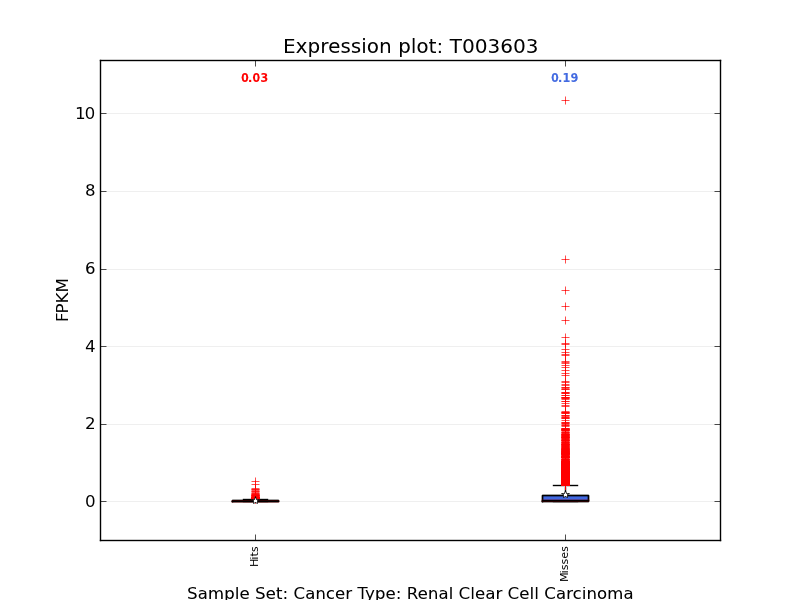 Expression plot: T003603
0.03
0.19
10
8
6
4
2
0
FPKM
Hits
Misses
Sample Set: Cancer Type: Renal Clear Cell Carcinoma